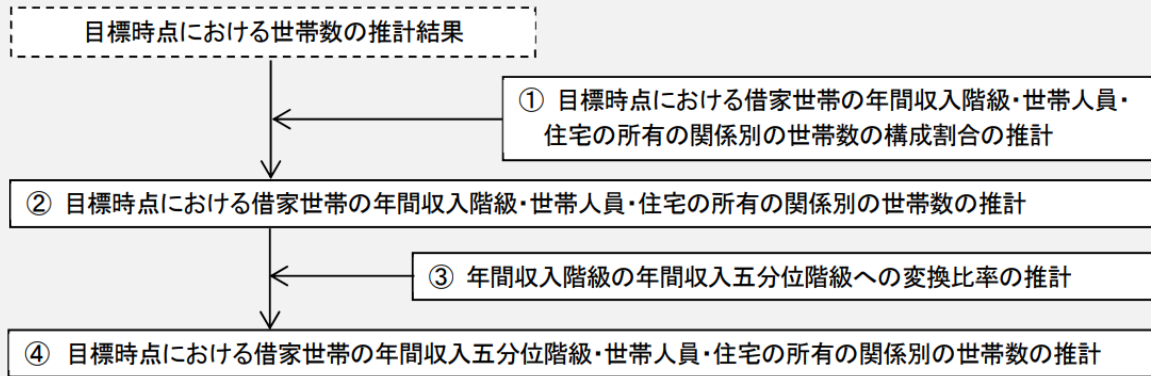 目標時点における世帯数の推計結果
① 目標時点における借家世帯の年間収入階級・世帯人員・
住宅の所有の関係別の世帯数の構成割合の推計
② 目標時点における借家世帯の年間収入階級・世帯人員・住宅の所有の関係別の世帯数の推計
③ 年間収入階級の年間収入五分位階級への変換比率の推計
④ 目標時点における借家世帯の年間収入五分位階級・世帯人員・住宅の所有の関係別の世帯数の推計